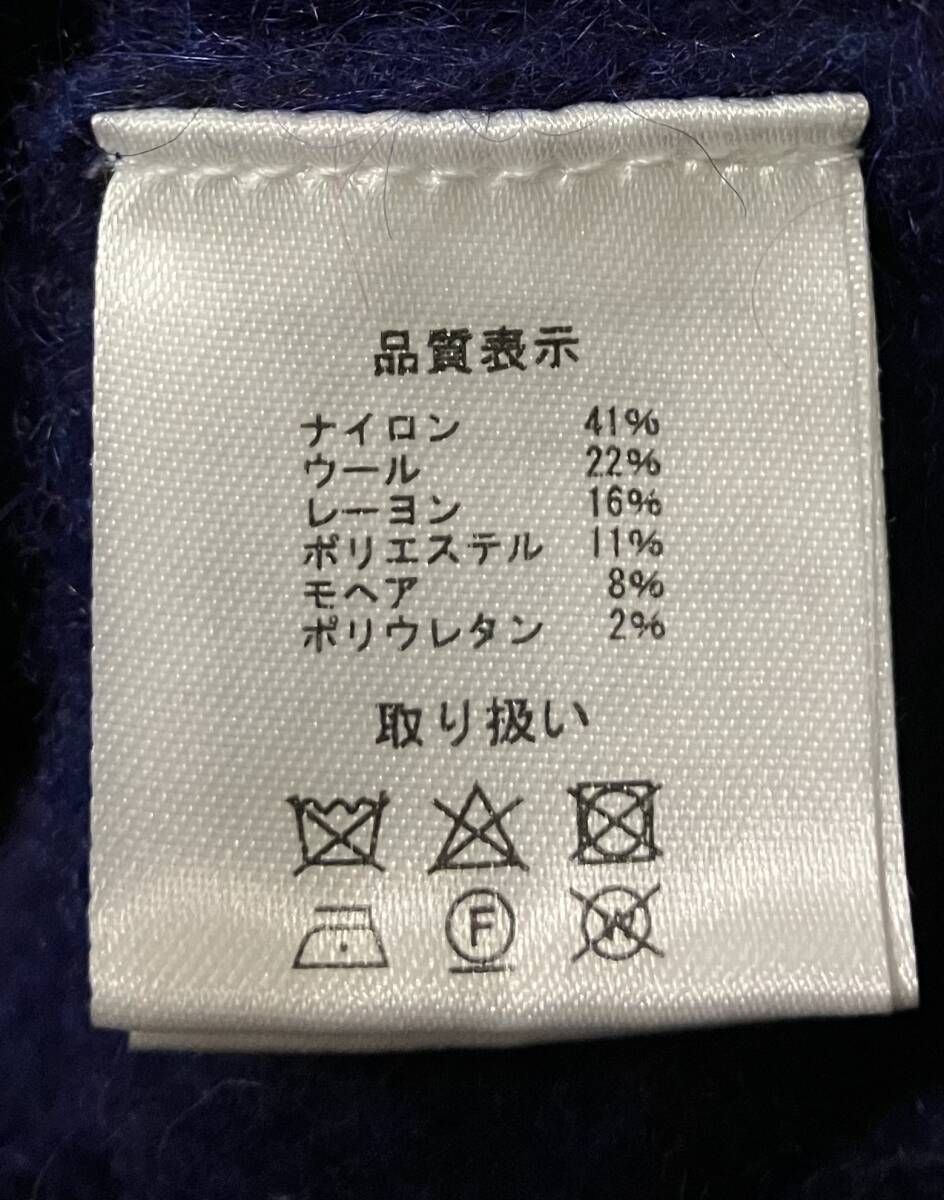 品質表示
ナイロン 41%
ウール 22%
レーヨン 16%
ポリエステル 11%
モヘア 8%
ポリウレタン 2%
取り扱い
F
W